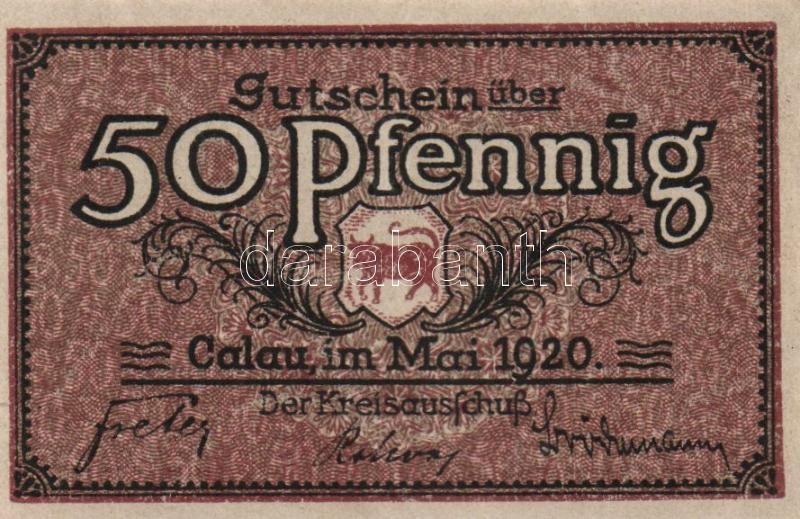 Gutschein über
50 Pfennig
darabanth
Calau, im Mai 1920.
Der Kreisausſchuß